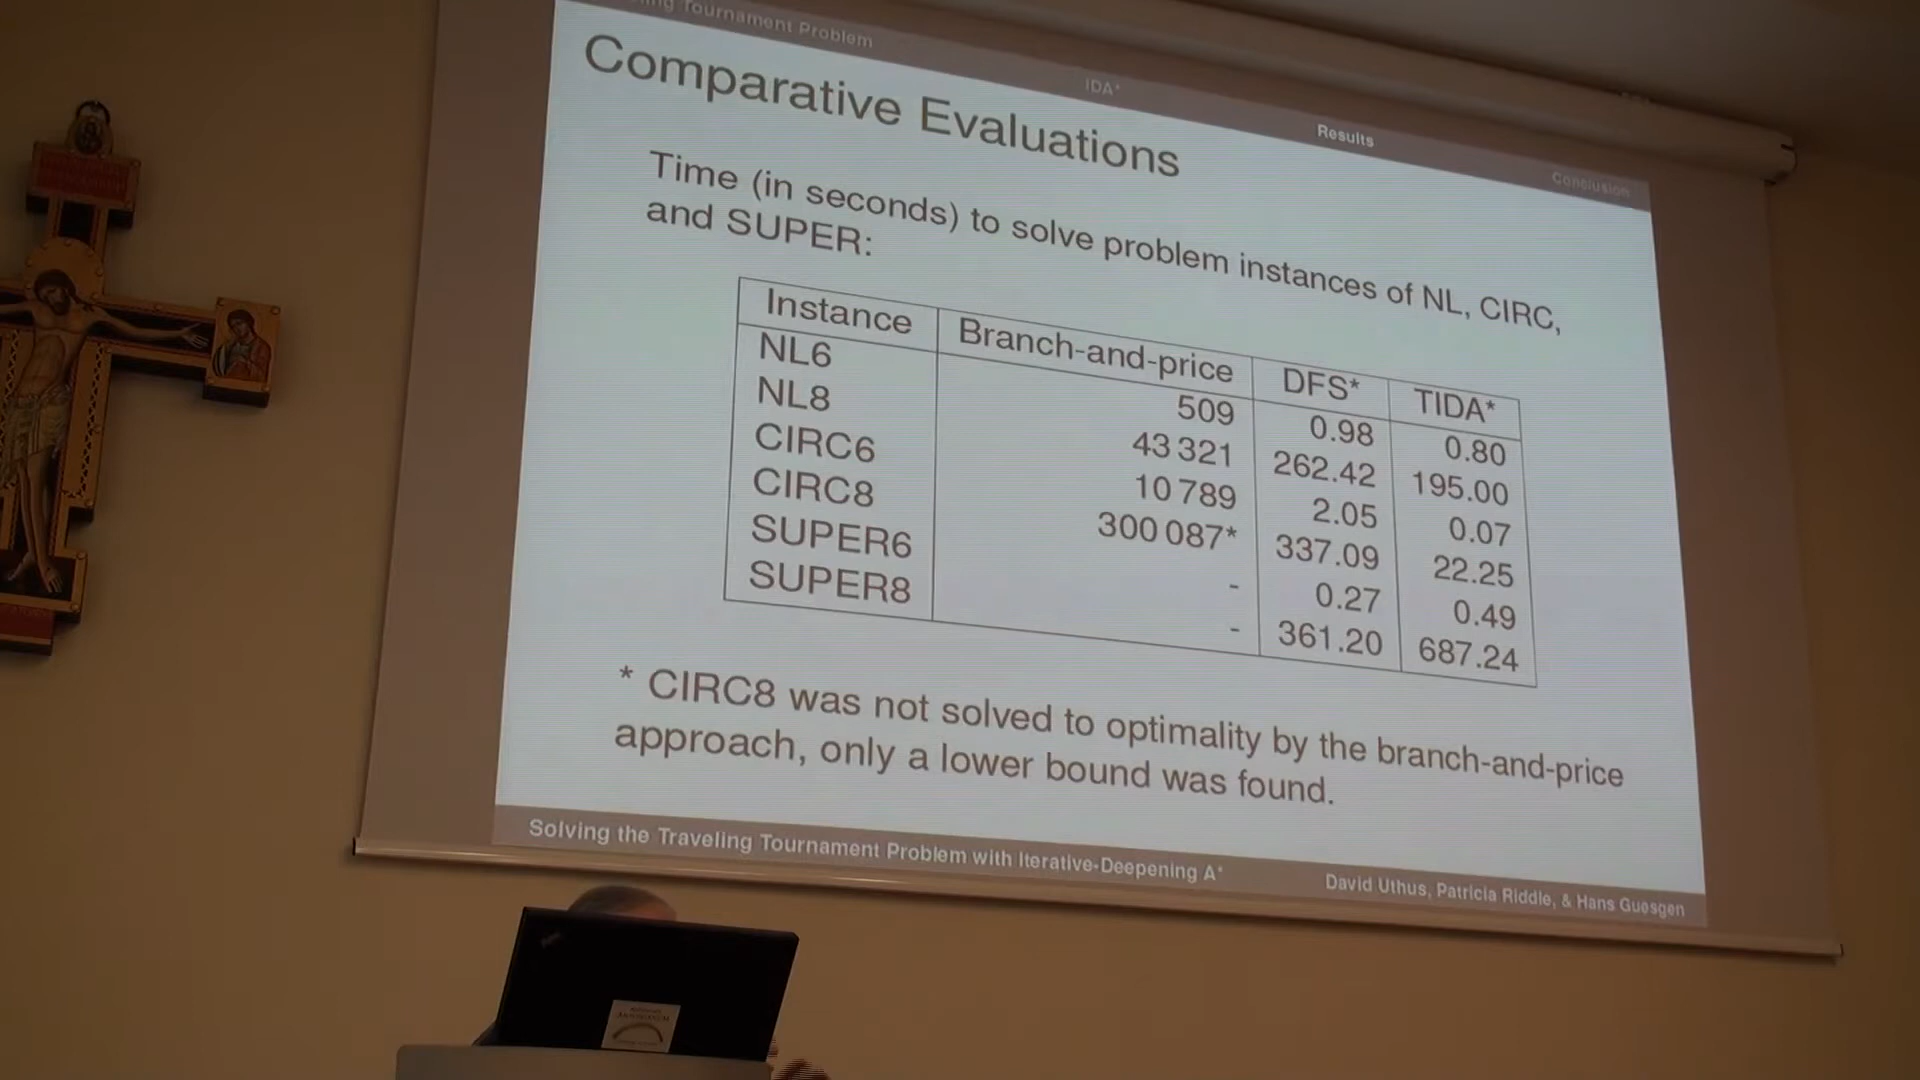 Tournament Problem
IDA*
Results
Conclusion
Comparative Evaluations
Time (in seconds) to solve problem instances of NL, CIRC,
and SUPER:
Instance Branch-and-price DFS* TIDA*
NL6 509 0.98 0.80
NL8 43 321 262.42 195.00
CIRC6 10 789 2.05 0.07
CIRC8 300 087* 337.09 22.25
SUPER6 - 0.27 0.49
SUPER8 - 361.20 687.24
* CIRC8 was not solved to optimality by the branch-and-price
approach, only a lower bound was found.
Solving the Traveling Tournament Problem with Iterative-Deepening A*
David Uthus, Patricia Riddle, & Hans Guesgen